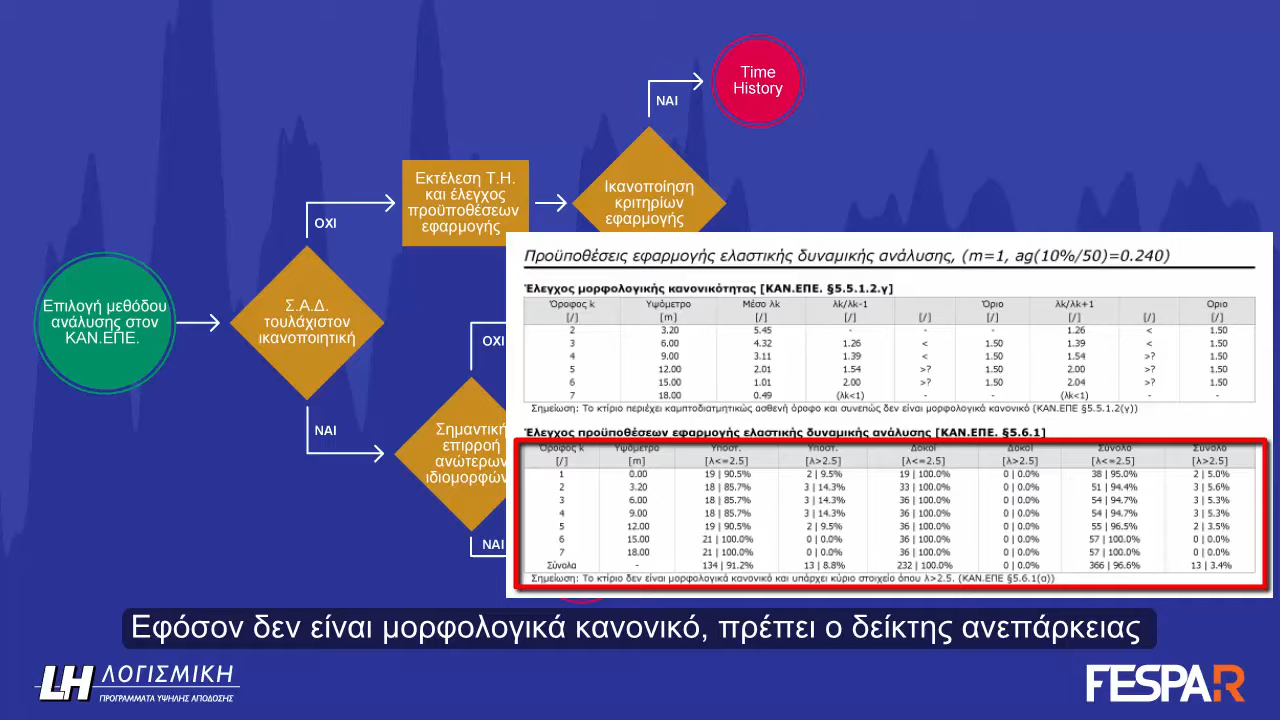 Time
History
ΝΑΙ
Εκτέλεση Τ.Η.
και έλεγχος
προϋποθέσεων
εφαρμογής
Ικανοποίηση
κριτηρίων
εφαρμογής
ΟΧΙ
Επιλογή μεθόδου
ανάλυσης στον
ΚΑΝ.ΕΠΕ.
Σ.Α.Δ.
τουλάχιστον
ικανοποιητική
ΟΧΙ
ΝΑΙ
Σημαντική
επιρροή
ανώτερων
ιδιομορφών
ΝΑΙ
Προϋποθέσεις εφαρμογής ελαστικής δυναμικής ανάλυσης, (m=1, ag(10%/50)=0.240)
Έλεγχος μορφολογικής κανονικότητας [ΚΑΝ.ΕΠΕ. §5.5.1.2.γ]
Όροφος k Υψόμετρο Μέσο λk λk/λk-1 Όριο λk/λk+1 Οριο
[/] [m] [/] [/] [/] [/] [/] [/] [/]
2 3.20 5.45 - - 1.26 < 1.50
3 6.00 4.32 1.26 < 1.50 1.39 < 1.50
4 9.00 3.11 1.39 < 1.50 1.54 >? 1.50
5 12.00 2.01 1.54 >? 1.50 2.00 >? 1.50
6 15.00 1.01 2.00 >? 1.50 2.04 >? 1.50
7 18.00 0.49 (λk<1) - - (λk<1) - -
Σημείωση: Το κτίριο περιέχει καμπτοδιατμητικώς ασθενή όροφο και συνεπώς δεν είναι μορφολογικά κανονικό (ΚΑΝ.ΕΠΕ §5.5.1.2(γ))
Έλεγχος προϋποθέσεων εφαρμογής ελαστικής δυναμικής ανάλυσης [ΚΑΝ.ΕΠΕ. §5.6.1]
Όροφος k Υψόμετρο Υποστ. Υποστ. Δοκοί Δοκοί Σύνολο Σύνολο
[/] [m] [λ<=2.5] [λ>2.5] [λ<=2.5] [λ>2.5] [λ<=2.5] [λ>2.5]
1 0.00 19 | 90.5% 2 | 9.5% 19 | 100.0% 0 | 0.0% 38 | 95.0% 2 | 5.0%
2 3.20 18 | 85.7% 3 | 14.3% 33 | 100.0% 0 | 0.0% 51 | 94.4% 3 | 5.6%
3 6.00 18 | 85.7% 3 | 14.3% 36 | 100.0% 0 | 0.0% 54 | 94.7% 3 | 5.3%
4 9.00 18 | 85.7% 3 | 14.3% 36 | 100.0% 0 | 0.0% 54 | 94.7% 3 | 5.3%
5 12.00 19 | 90.5% 2 | 9.5% 36 | 100.0% 0 | 0.0% 55 | 96.5% 2 | 3.5%
6 15.00 21 | 100.0% 0 | 0.0% 36 | 100.0% 0 | 0.0% 57 | 100.0% 0 | 0.0%
7 18.00 21 | 100.0% 0 | 0.0% 36 | 100.0% 0 | 0.0% 57 | 100.0% 0 | 0.0%
Σύνολα - 134 | 91.2% 13 | 8.8% 232 | 100.0% 0 | 0.0% 366 | 96.6% 13 | 3.4%
Σημείωση: Το κτίριο δεν είναι μορφολογικά κανονικό και υπάρχει κύριο στοιχείο όπου λ>2.5. (ΚΑΝ.ΕΠΕ §5.6.1(α))
Εφόσον δεν είναι μορφολογικά κανονικό, πρέπει ο δείκτης ανεπάρκειας
LH ΛΟΓΙΣΜΙΚΗ
ΠΡΟΓΡΑΜΜΑΤΑ ΥΨΗΛΗΣ ΑΠΟΔΟΣΗΣ
FESPA R